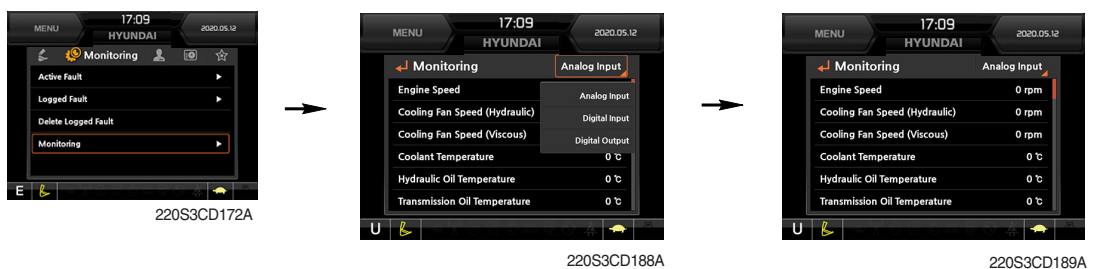 MENU
17:09
HYUNDAI
2020.05.12
Monitoring
Active Fault
Logged Fault
Delete Logged Fault
Monitoring
E
220S3CD172A
MENU
17:09
HYUNDAI
2020.05.12
Monitoring
Analog Input
Engine Speed
Cooling Fan Speed (Hydraulic)
Cooling Fan Speed (Viscous)
Analog Input
Digital Input
Digital Output
Coolant Temperature 0 ℃
Hydraulic Oil Temperature 0 ℃
Transmission Oil Temperature 0 ℃
U
220S3CD188A
MENU
17:09
HYUNDAI
2020.05.12
Monitoring
Analog Input
Engine Speed 0 rpm
Cooling Fan Speed (Hydraulic) 0 rpm
Cooling Fan Speed (Viscous) 0 rpm
Coolant Temperature 0 ℃
Hydraulic Oil Temperature 0 ℃
Transmission Oil Temperature 0 ℃
U
220S3CD189A